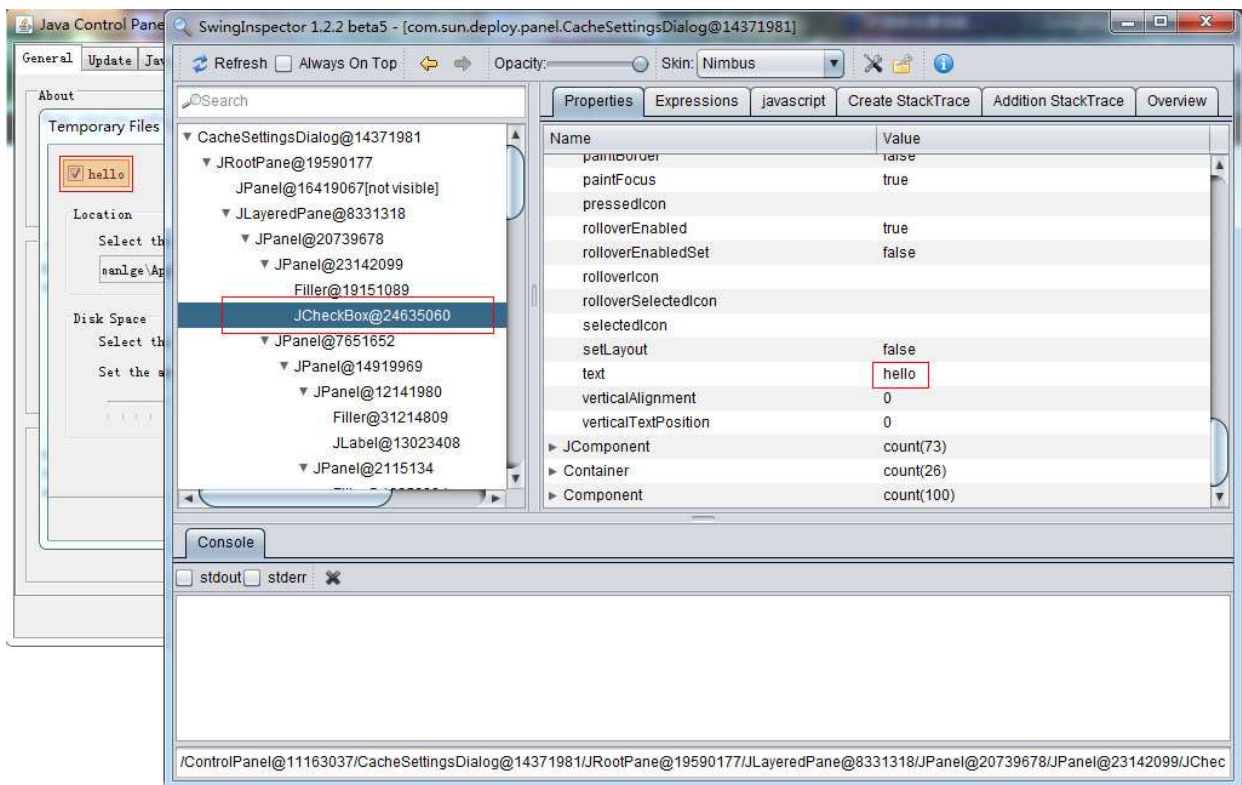 Java Control Pane
SwingInspector 1.2.2 beta5 - [com.sun.deploy.panel.CacheSettingsDialog@14371981]
General Update
Refresh Always On Top Opacity: Skin: Nimbus
About
Search
Properties Expressions javascript Create StackTrace Addition StackTrace Overview
Temporary Files
hello
Location
Select th
Disk Space
Select th
Set the a
CacheSettingsDialog@14371981
JRootPane@19590177
JPanel@16419067[not visible]
JLayeredPane@8331318
JPanel@20739678
JPanel@23142099
Filler@19151089
JCheckBox@24635060
JPanel@7651652
JPanel@14919969
JPanel@12141980
Filler@31214809
JLabel@13023408
JPanel@2115134
Name Value
paintBorder false
paintFocus true
pressedIcon
rolloverEnabled true
rolloverEnabledSet false
rolloverIcon
rolloverSelectedIcon
selectedIcon
setLayout false
text hello
verticalAlignment 0
verticalTextPosition 0
JComponent count(73)
Container count(26)
Component count(100)
Console
stdout stderr
/ControlPanel@11163037/CacheSettingsDialog@14371981/JRootPane@19590177/JLayeredPane@8331318/JPanel@20739678/JPanel@23142099/JChec